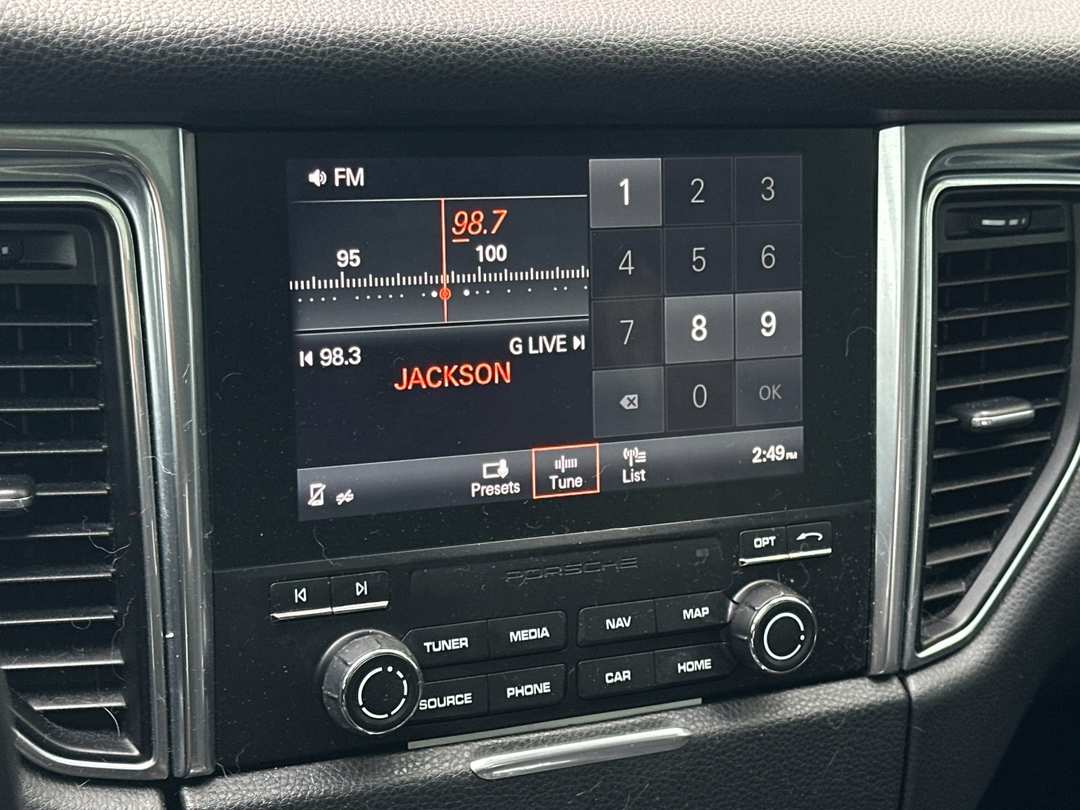 FM
98.7
95 100
98.3 G LIVE
JACKSON
1 2 3
4 5 6
7 8 9
0 OK
Presets Tune List 2:49PM
PORSCHE
OPT
TUNER MEDIA NAV MAP
SOURCE PHONE CAR HOME